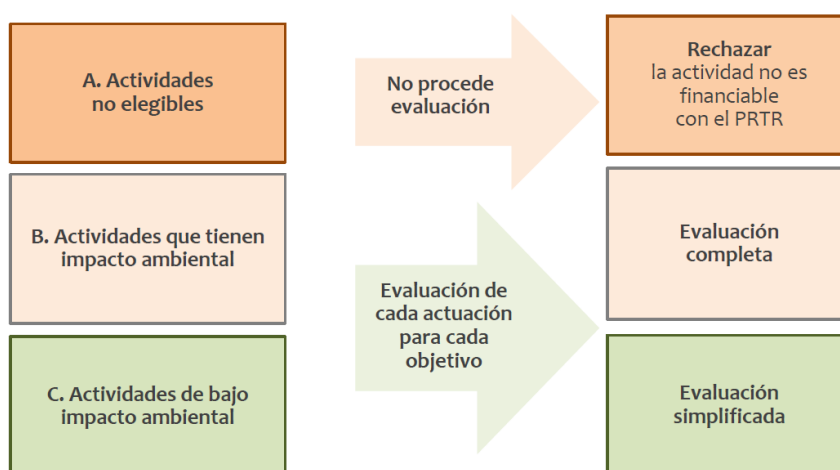 A. Actividades
no elegibles
No procede
evaluación
Rechazar
la actividad no es
financiable
con el PRTR
B. Actividades que tienen
impacto ambiental
Evaluación de
cada actuación
para cada
objetivo
Evaluación
completa
C. Actividades de bajo
impacto ambiental
Evaluación
simplificada